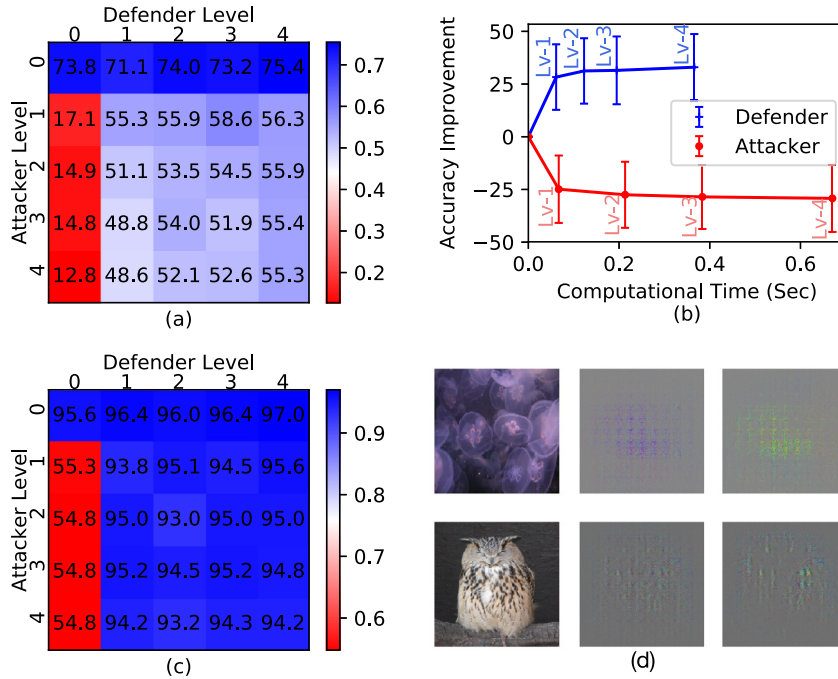 Defender Level
0 1 2 3 4
Attacker Level
0 73.8 71.1 74.0 73.2 75.4
1 17.1 55.3 55.9 58.6 56.3
2 14.9 51.1 53.5 54.5 55.9
3 14.8 48.8 54.0 51.9 55.4
4 12.8 48.6 52.1 52.6 55.3
0.7
0.6
0.5
0.4
0.3
0.2
(a)
Accuracy Improvement
50
25
0
−25
−50
Lv-1
Lv-2
Lv-3
Lv-4
Defender
Attacker
Lv-1
Lv-2
Lv-3
Lv-4
0.0 0.2 0.4 0.6
Computational Time (Sec)
(b)
Defender Level
0 1 2 3 4
Attacker Level
0 95.6 96.4 96.0 96.4 97.0
1 55.3 93.8 95.1 94.5 95.6
2 54.8 95.0 93.0 95.0 95.0
3 54.8 95.2 94.5 95.2 94.8
4 54.8 94.2 93.2 94.3 94.2
0.9
0.8
0.7
0.6
(c)
(d)